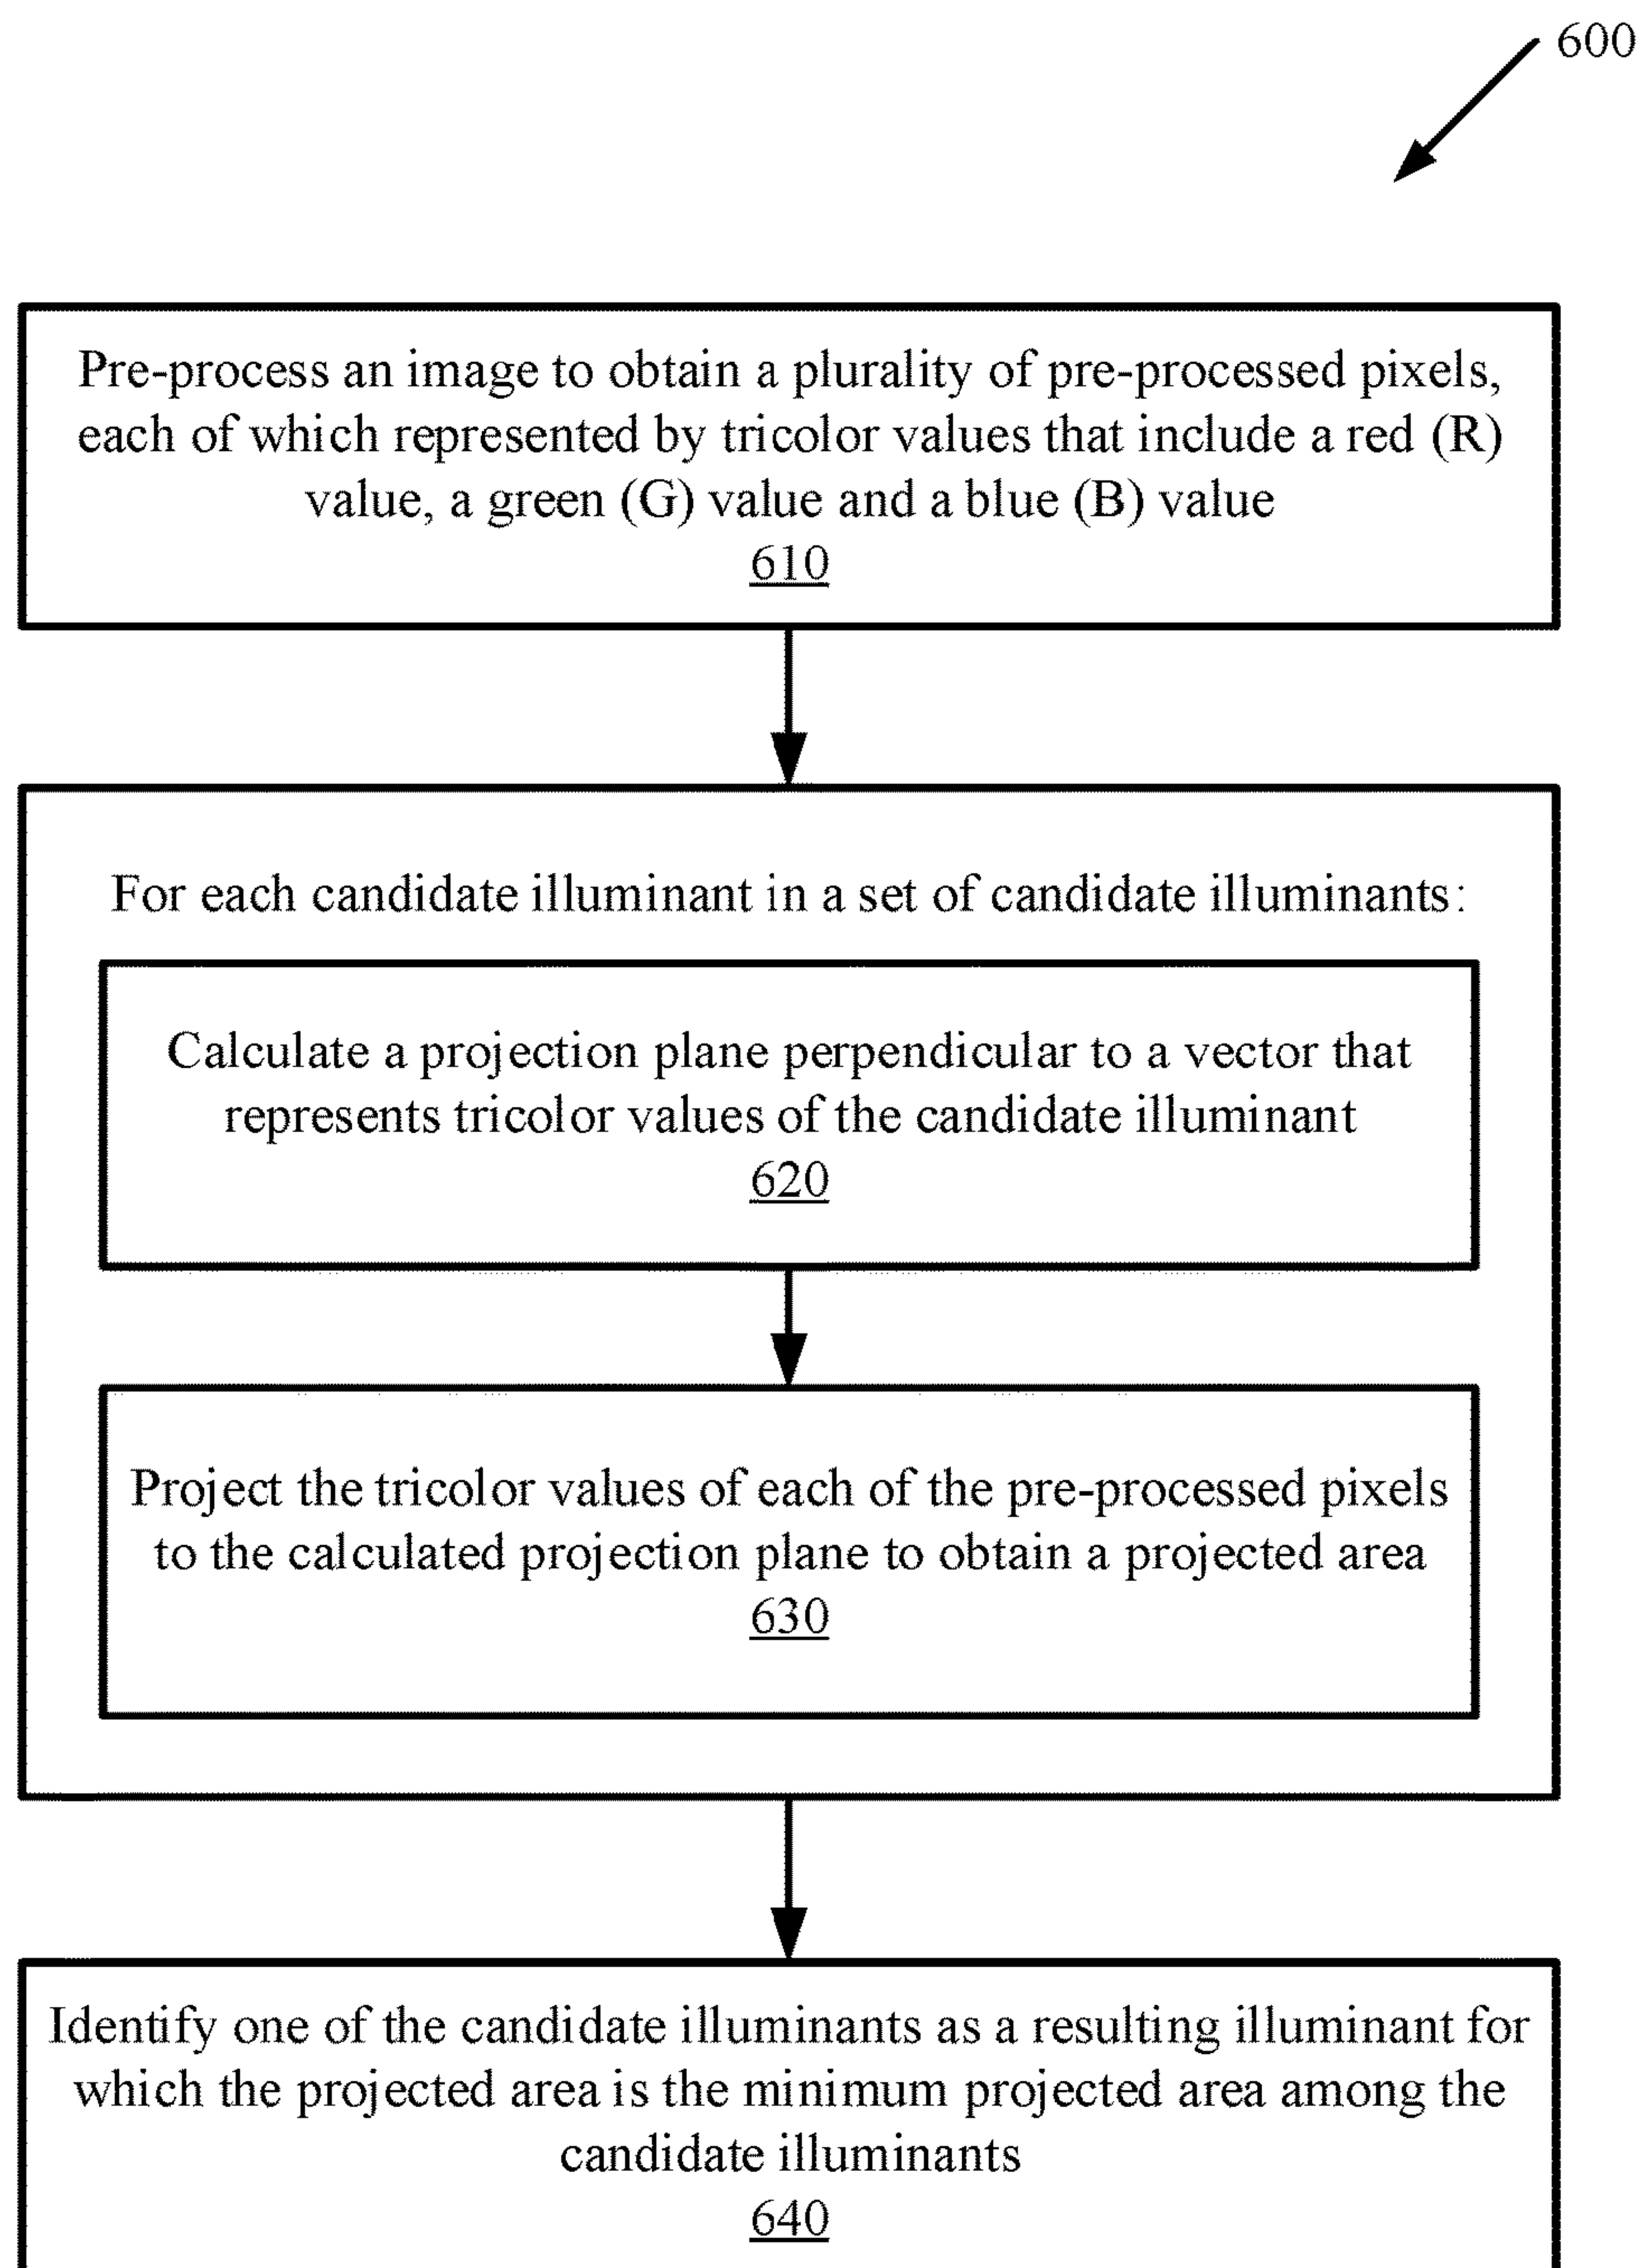 600
Pre-process an image to obtain a plurality of pre-processed pixels,
each of which represented by tricolor values that include a red (R)
value, a green (G) value and a blue (B) value
610
For each candidate illuminant in a set of candidate illuminants:
Calculate a projection plane perpendicular to a vector that
represents tricolor values of the candidate illuminant
620
Project the tricolor values of each of the pre-processed pixels
to the calculated projection plane to obtain a projected area
630
Identify one of the candidate illuminants as a resulting illuminant for
which the projected area is the minimum projected area among the
candidate illuminants
640